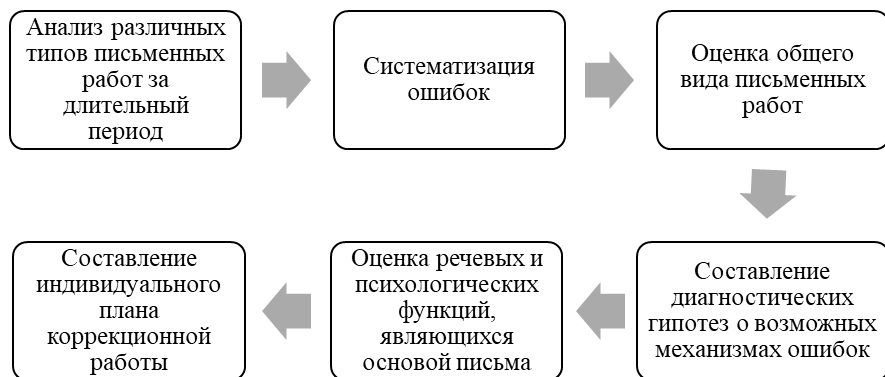 Анализ различных
типов письменных
работ за
длительный
период
Систематизация
ошибок
Оценка общего
вида письменных
работ
Составление
диагностических
гипотез о возможных
механизмах ошибок
Оценка речевых и
психологических
функций,
являющихся
основой письма
Составление
индивидуального
плана
коррекционной
работы